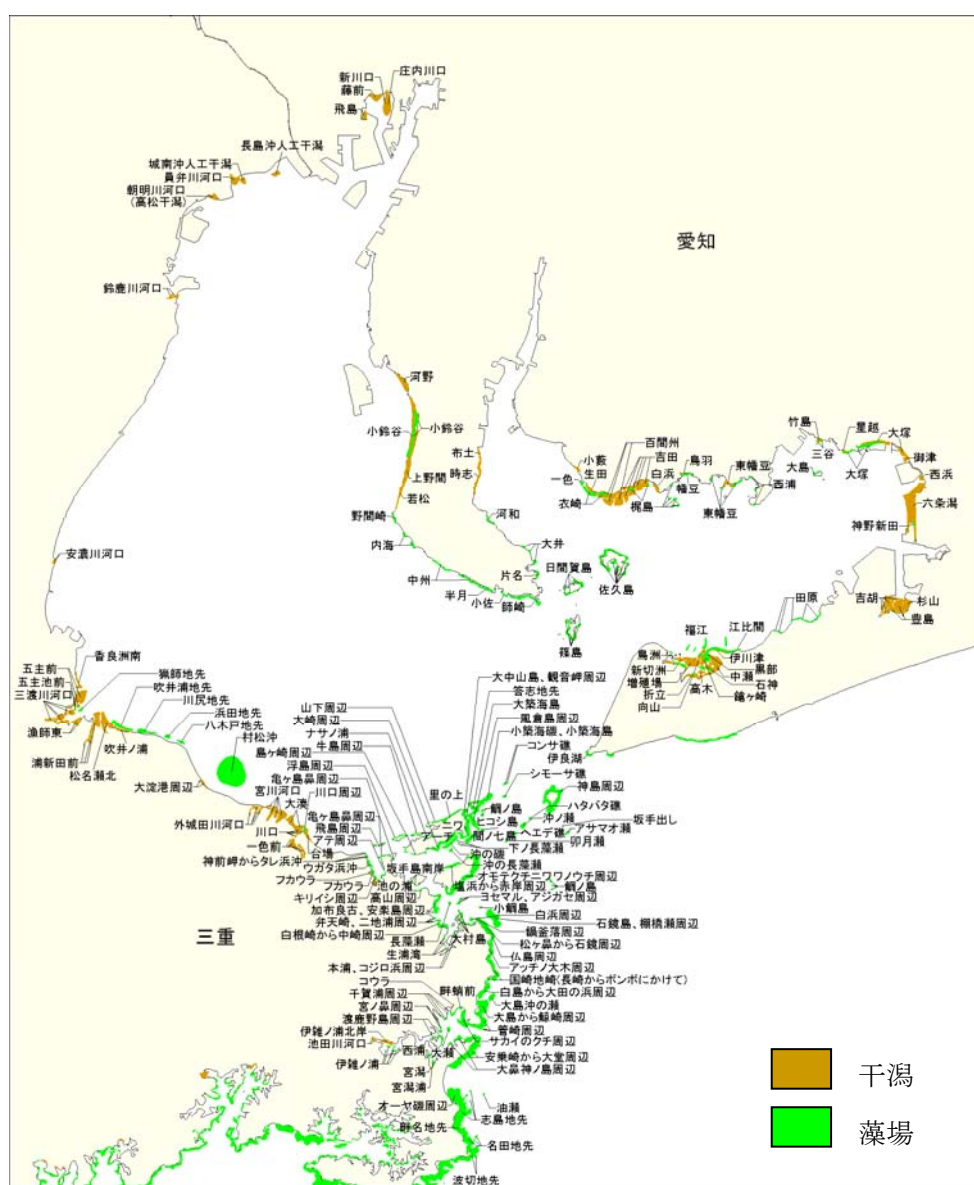 庄内川口
新川口
藤前
飛島
長島沖人工干潟
城南沖人工干潟
員弁川河口
朝明川河口
(高松干潟)
愛知
鈴鹿川河口
河野
小鈴谷
小鈴谷
上野間
若松
布土
時志
野間崎
河和
内海
中州
半月
小佐
師崎
大井
片名
日間賀島
佐久島
篠島
小藪
生田
一色
衣崎
百間州
吉田
白浜
梶島
鳥羽
幡豆
東幡豆
東幡豆
西浦
竹島
三谷
大島
星越
大塚
大塚
御津
西浜
六条潟
神野新田
吉胡
杉山
豊島
田原
江比間
福江
伊川津
黒部
中瀬
石神
鎗ヶ崎
高木
鳥洲
新切洲
増殖場
折立
向山
伊良湖
安濃川河口
香良洲南
五主前
五主池前
三渡川河口
漁師東
浦新田前
松名瀬北
吹井ノ浦
猟師地先
吹井浦地先
川尻地先
浜田地先
八木戸地先
村松沖
大淀港周辺
外城田川河口
宮川河口
大湊
川口
一色前
川口周辺
台場
山下周辺
大崎周辺
ナサノ浦
牛島周辺
島ヶ崎周辺
浮島周辺
亀ヶ島鼻周辺
亀ヶ島鼻周辺
飛島周辺
アテ周辺
神前岬からタレ浜沖
ウガタ浜沖
フカウラ
フカウラ
キリイシ周辺
池の浦
高山周辺
坂手島南岸
大中山島、観音岬周辺
答志地先
大築海島
風倉島周辺
小築海磯、小築海島
コンサ礁
シモーサ礁
神島周辺
ハタバタ礁
坂手出し
沖ノ瀬
アサマオ瀬
ヘエデ礁
卯月瀬
里の上
ニワ
アーチ
鯛ノ島
ヒコシ島
間ノ七島
下ノ長藻瀬
沖の磯
沖の長藻瀬
オモテクチニワワノウチ周辺
塩浜から赤岸周辺
鯛ノ島
ヨセマル、アジガセ周辺
小鯛島
白浜周辺
石鏡島、棚橋瀬周辺
鍋釜落周辺
松ヶ鼻から石鏡周辺
仏島周辺
アッチノ大木周辺
国崎地崎(長崎からボンボにかけて)
白島から大田の浜周辺
大島沖の瀬
大島から鯨崎周辺
菅崎周辺
サカイのクチ周辺
安乗崎から大堂周辺
大鼻神ノ島周辺
加布良古、安楽島周辺
弁天崎、二地浦周辺
白根崎から中崎周辺
長藻瀬
生浦湾
大村島
本浦、コジロ浜周辺
コウラ
千賀浦周辺
畔蛸前
宮ノ鼻周辺
渡鹿野島周辺
伊雑ノ浦北岸
池田川河口
伊雑ノ浦
西浦
大瀬
宮潟
宮潟浦
オーヤ磯周辺
畔名地先
油瀬
志島地先
名田地先
波切地先
三重
干潟
藻場